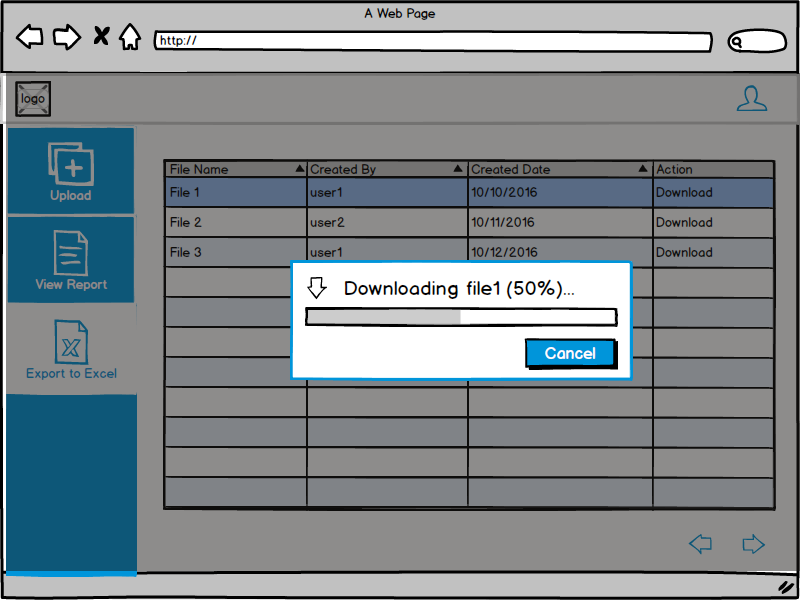 A Web Page
http://
logo
Upload
View Report
Export to Excel
File Name Created By Created Date Action
File 1 user1 10/10/2016 Download
File 2 user2 10/11/2016 Download
File 3 user1 10/12/2016 Download
Downloading file1 (50%)...
Cancel